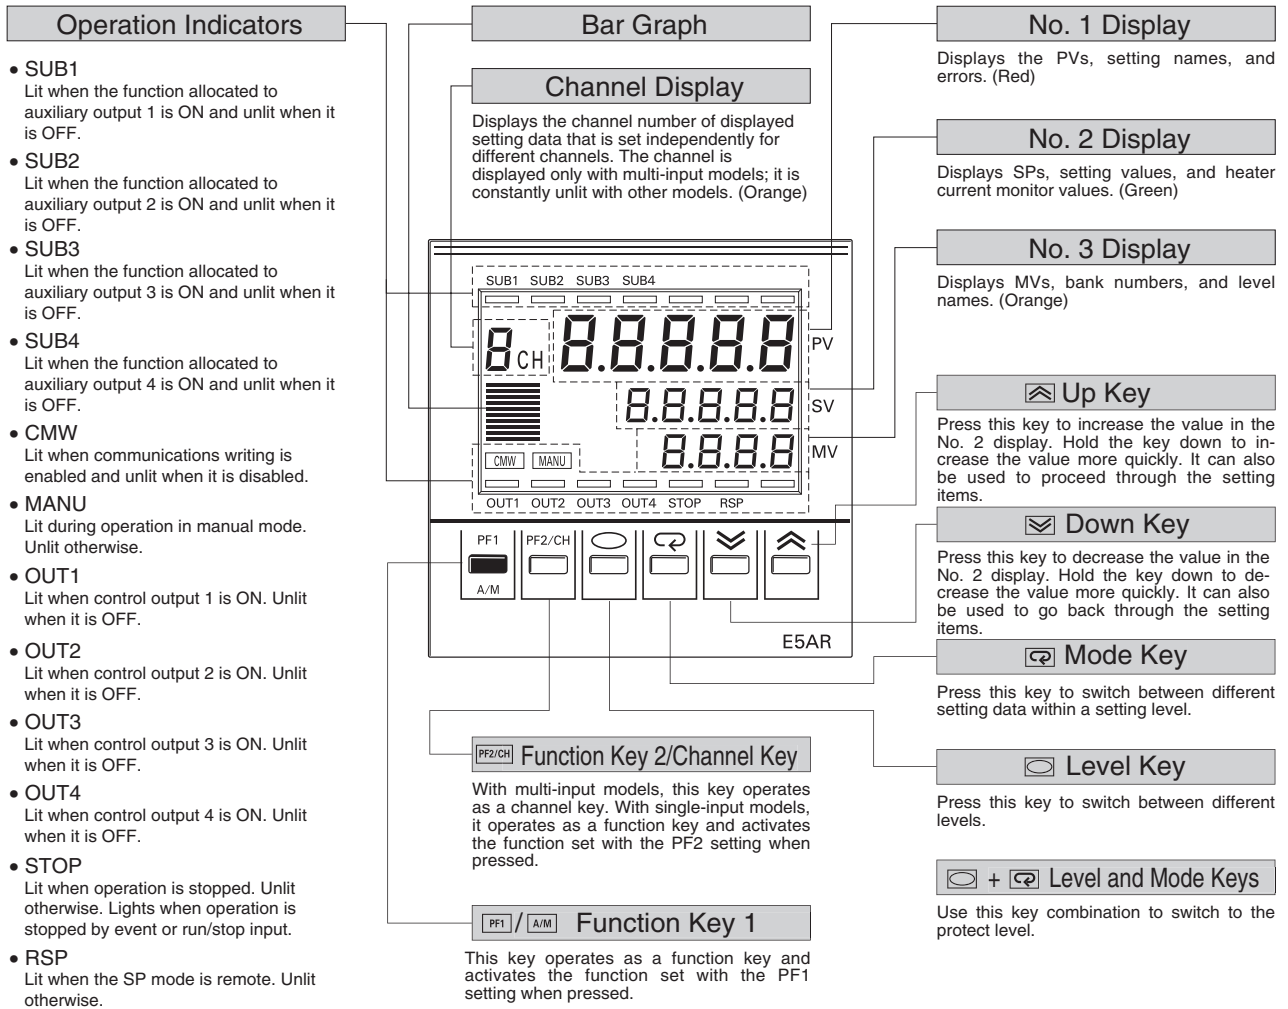 Operation Indicators
• SUB1
Lit when the function allocated to
auxiliary output 1 is ON and unlit when it
is OFF.
• SUB2
Lit when the function allocated to
auxiliary output 2 is ON and unlit when it
is OFF.
• SUB3
Lit when the function allocated to
auxiliary output 3 is ON and unlit when it
is OFF.
• SUB4
Lit when the function allocated to
auxiliary output 4 is ON and unlit when it
is OFF.
• CMW
Lit when communications writing is
enabled and unlit when it is disabled.
• MANU
Lit during operation in manual mode.
Unlit otherwise.
• OUT1
Lit when control output 1 is ON. Unlit
when it is OFF.
• OUT2
Lit when control output 2 is ON. Unlit
when it is OFF.
• OUT3
Lit when control output 3 is ON. Unlit
when it is OFF.
• OUT4
Lit when control output 4 is ON. Unlit
when it is OFF.
• STOP
Lit when operation is stopped. Unlit
otherwise. Lights when operation is
stopped by event or run/stop input.
• RSP
Lit when the SP mode is remote. Unlit
otherwise.
Bar Graph
Channel Display
Displays the channel number of displayed
setting data that is set independently for
different channels. The channel is
displayed only with multi-input models; it is
constantly unlit with other models. (Orange)
SUB1 SUB2 SUB3 SUB4
8 CH 8.8.8.8.8 PV
8.8.8.8.8 SV
8.8.8.8 MV
CMW MANU
OUT1 OUT2 OUT3 OUT4 STOP RSP
PF1 PF2/CH
A/M
E5AR
PF2/CH Function Key 2/Channel Key
With multi-input models, this key operates
as a channel key. With single-input models,
it operates as a function key and activates
the function set with the PF2 setting when
pressed.
PF1 / A/M Function Key 1
This key operates as a function key and
activates the function set with the PF1
setting when pressed.
No. 1 Display
Displays the PVs, setting names, and
errors. (Red)
No. 2 Display
Displays SPs, setting values, and heater
current monitor values. (Green)
No. 3 Display
Displays MVs, bank numbers, and level
names. (Orange)
Up Key
Press this key to increase the value in the
No. 2 display. Hold the key down to in-
crease the value more quickly. It can also
be used to proceed through the setting
items.
Down Key
Press this key to decrease the value in the
No. 2 display. Hold the key down to de-
crease the value more quickly. It can also
be used to go back through the setting
items.
Mode Key
Press this key to switch between different
setting data within a setting level.
Level Key
Press this key to switch between different
levels.
+ Level and Mode Keys
Use this key combination to switch to the
protect level.